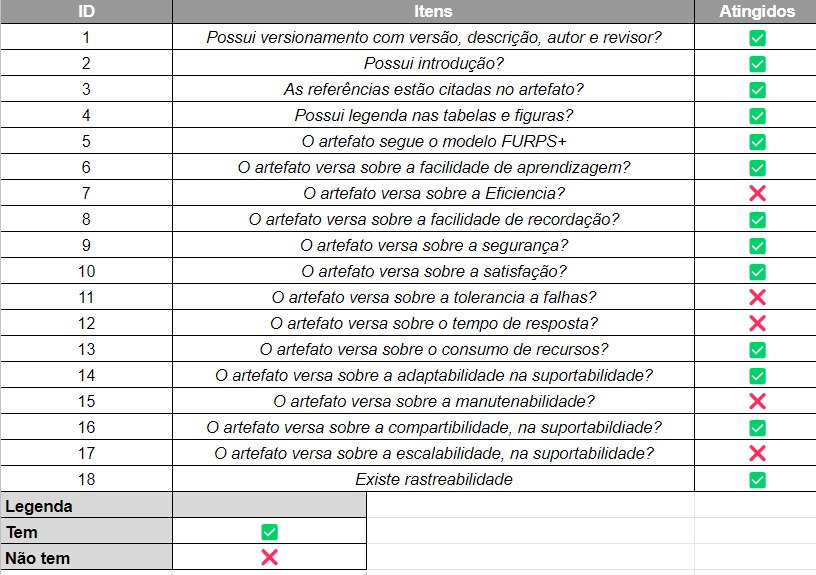 ID Itens Atingidos
1 Possui versionamento com versão, descrição, autor e revisor? ✅
2 Possui introdução? ✅
3 As referências estão citadas no artefato? ✅
4 Possui legenda nas tabelas e figuras? ✅
5 O artefato segue o modelo FURPS+ ✅
6 O artefato versa sobre a facilidade de aprendizagem? ✅
7 O artefato versa sobre a Eficiencia? ❌
8 O artefato versa sobre a facilidade de recordação? ✅
9 O artefato versa sobre a segurança? ✅
10 O artefato versa sobre a satisfação? ✅
11 O artefato versa sobre a tolerancia a falhas? ❌
12 O artefato versa sobre o tempo de resposta? ❌
13 O artefato versa sobre o consumo de recursos? ✅
14 O artefato versa sobre a adaptabilidade na suportabilidade? ✅
15 O artefato versa sobre a manutenabilidade? ❌
16 O artefato versa sobre a compartibilidade, na suportabildiade? ✅
17 O artefato versa sobre a escalabilidade, na suportabilidade? ❌
18 Existe rastreabilidade ✅
Legenda
Tem ✅
Não tem ❌